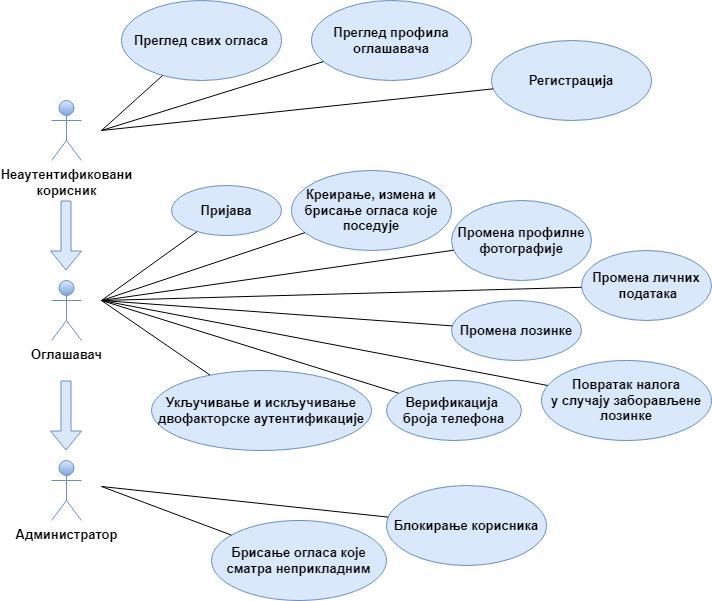 Преглед свих огласа
Преглед профила
оглашавача
Регистрација
Неаутентификовани
корисник
Пријава
Креирање, измена и
брисање огласа које
поседује
Промена профилне
фотографије
Промена личних
података
Промена лозинке
Оглашавач
Повратак налога
у случају заборављене
лозинке
Верификација
броја телефона
Укључивање и искључивање
двофакторске аутентификације
Администратор
Блокирање корисника
Брисање огласа које
сматра неприкладним